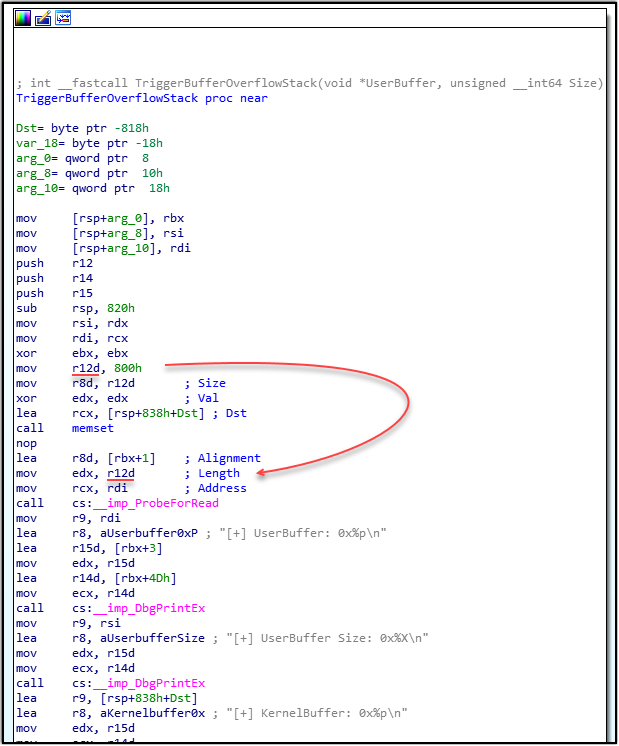 ; int __fastcall TriggerBufferOverflowStack(void *UserBuffer, unsigned __int64 Size)
TriggerBufferOverflowStack proc near
Dst= byte ptr -818h
var_18= byte ptr -18h
arg_0= qword ptr  8
arg_8= qword ptr  10h
arg_10= qword ptr  18h
mov     [rsp+arg_0], rbx
mov     [rsp+arg_8], rsi
mov     [rsp+arg_10], rdi
push    r12
push    r14
push    r15
sub     rsp, 820h
mov     rsi, rdx
mov     rdi, rcx
xor     ebx, ebx
mov     r12d, 800h
mov     r8d, r12d       ; Size
xor     edx, edx        ; Val
lea     rcx, [rsp+838h+Dst] ; Dst
call    memset
nop
lea     r8d, [rbx+1]    ; Alignment
mov     edx, r12d       ; Length
mov     rcx, rdi        ; Address
call    cs:__imp_ProbeForRead
mov     r9, rdi
lea     r8, aUserbuffer0xP ; "[+] UserBuffer: 0x%p\n"
lea     r15d, [rbx+3]
mov     edx, r15d
lea     r14d, [rbx+4Dh]
mov     ecx, r14d
call    cs:__imp_DbgPrintEx
mov     r9, rsi
lea     r8, aUserbufferSize ; "[+] UserBuffer Size: 0x%X\n"
mov     edx, r15d
mov     ecx, r14d
call    cs:__imp_DbgPrintEx
lea     r9, [rsp+838h+Dst]
lea     r8, aKernelbuffer0x ; "[+] KernelBuffer: 0x%p\n"
mov     edx, r15d